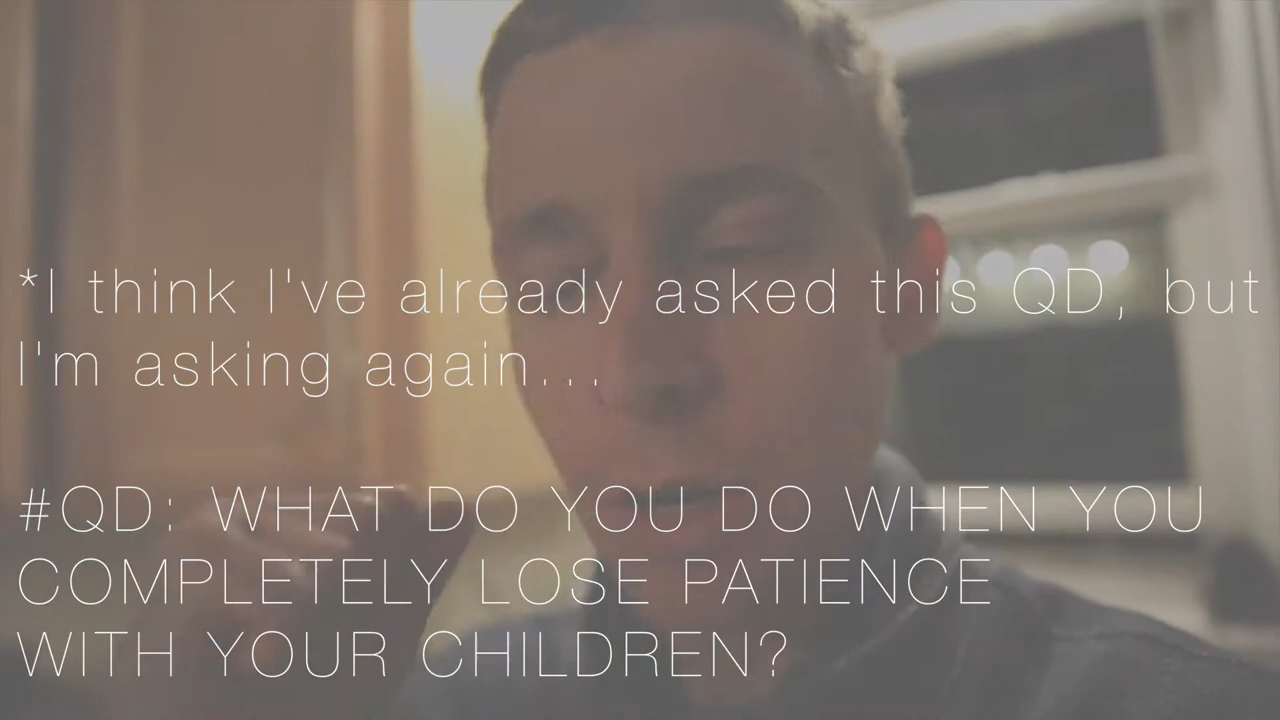 *I think I've already asked this QD, but
I'm asking again...
#QD: WHAT DO YOU DO WHEN YOU
COMPLETELY LOSE PATIENCE
WITH YOUR CHILDREN?